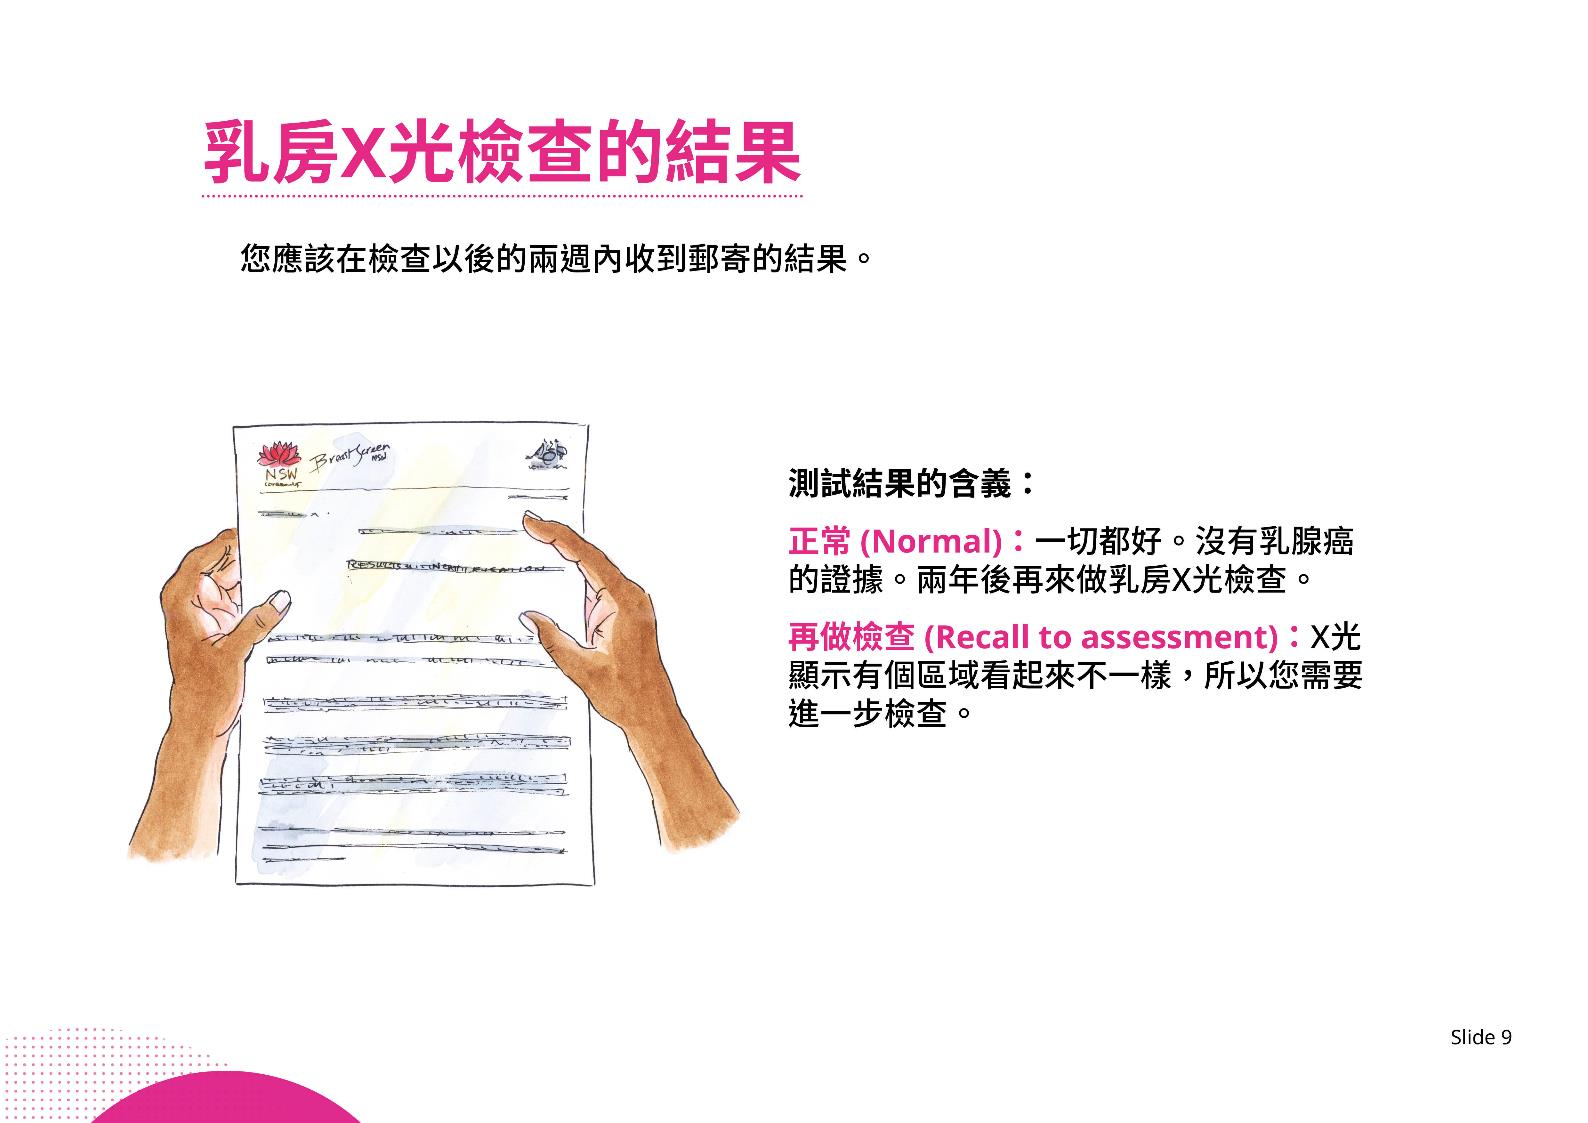 乳房X光檢查的結果
您應該在檢查以後的兩週內收到郵寄的結果。
BreastScreen
NSW
NSW
GOVERNMENT
RESULTS NOTIFICATION
測試結果的含義：
正常 (Normal)：一切都好。沒有乳腺癌
的證據。兩年後再來做乳房X光檢查。
再做檢查 (Recall to assessment)：X光
顯示有個區域看起來不一樣，所以您需要
進一步檢查。
Slide 9